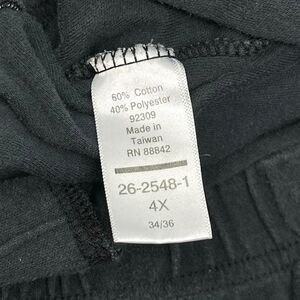 60% Cotton
40% Polyester
92309
Made in
Taiwan
RN 88842
26-2548-1
4X
34/36